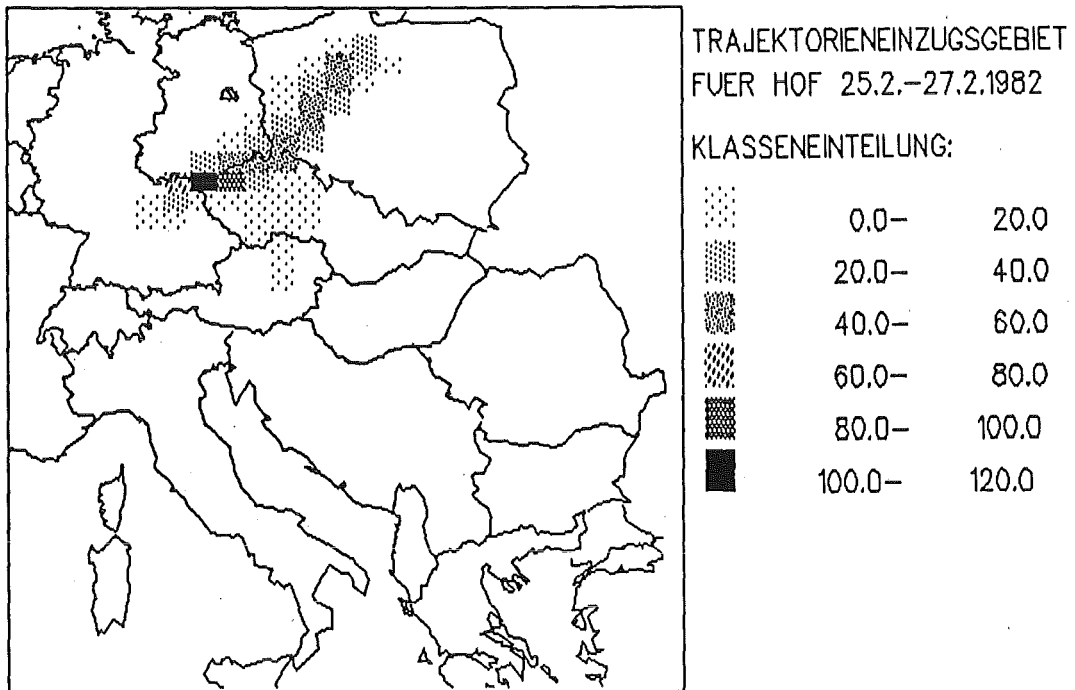 TRAJEKTORIENEINZUGSGEBIET
FUER HOF 25.2.–27.2.1982
KLASSENEINTEILUNG:
0.0– 20.0
20.0– 40.0
40.0– 60.0
60.0– 80.0
80.0– 100.0
100.0– 120.0